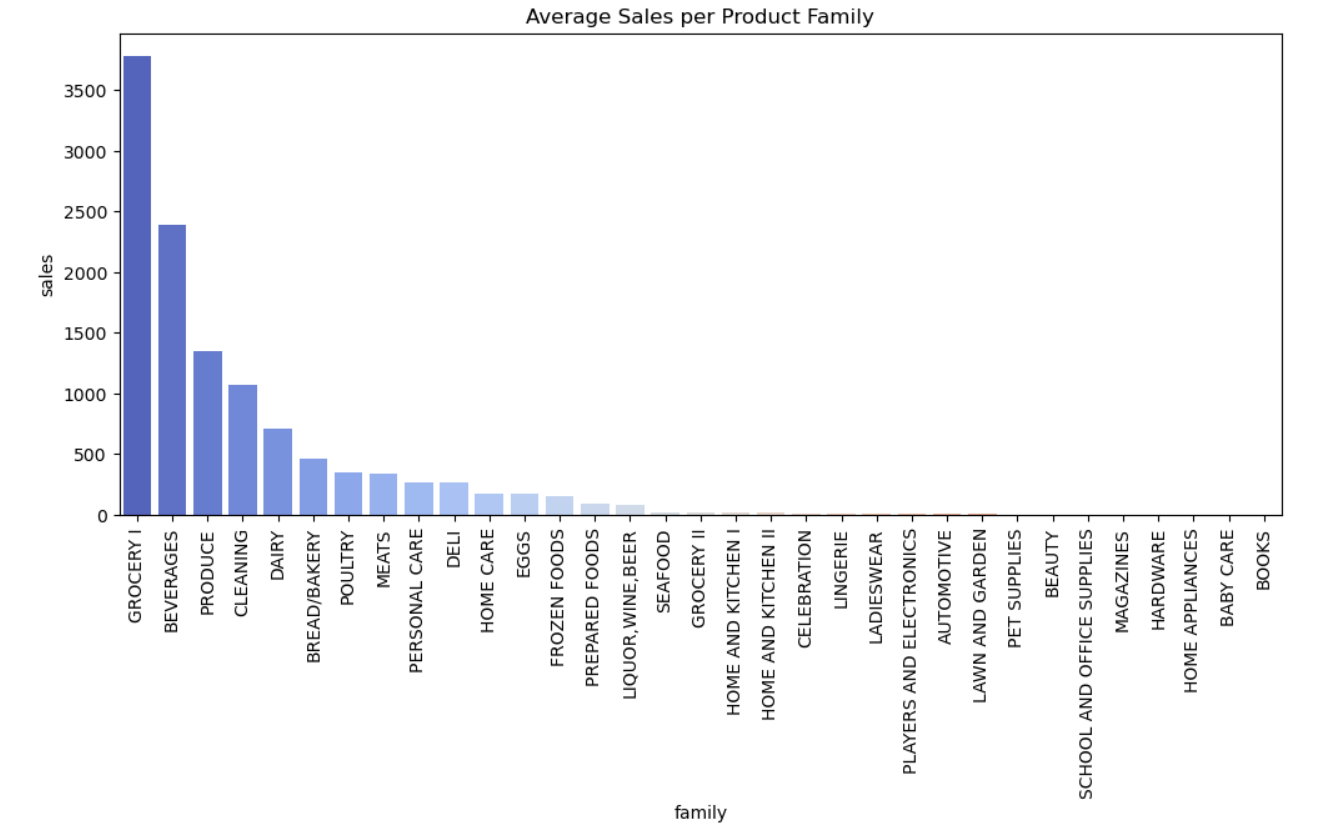 Average Sales per Product Family
sales
3500
3000
2500
2000
1500
1000
500
0
GROCERY I
BEVERAGES
PRODUCE
CLEANING
DAIRY
BREAD/BAKERY
POULTRY
MEATS
PERSONAL CARE
DELI
HOME CARE
EGGS
FROZEN FOODS
PREPARED FOODS
LIQUOR,WINE,BEER
SEAFOOD
GROCERY II
HOME AND KITCHEN I
HOME AND KITCHEN II
CELEBRATION
LINGERIE
LADIESWEAR
PLAYERS AND ELECTRONICS
AUTOMOTIVE
LAWN AND GARDEN
PET SUPPLIES
BEAUTY
SCHOOL AND OFFICE SUPPLIES
MAGAZINES
HARDWARE
HOME APPLIANCES
BABY CARE
BOOKS
family